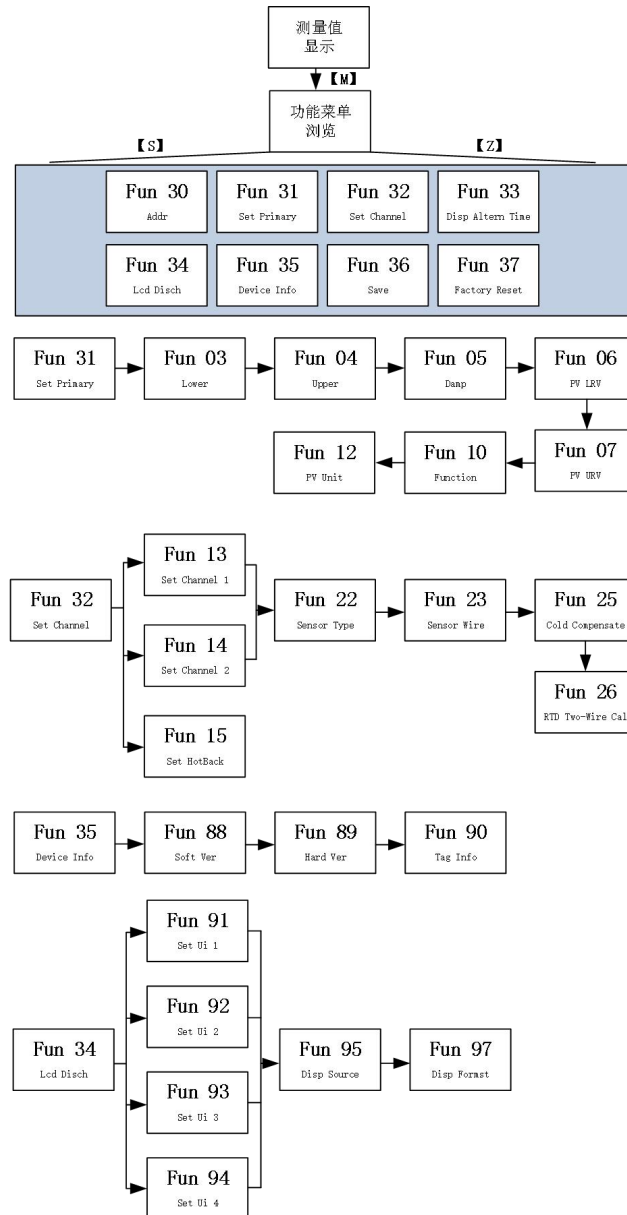 测量值
显示
【M】
功能菜单
浏览
【S】
【Z】
Fun 30
Addr
Fun 31
Set Primary
Fun 32
Set Channel
Fun 33
Disp Altern Time
Fun 34
Lcd Disch
Fun 35
Device Info
Fun 36
Save
Fun 37
Factory Reset
Fun 31
Set Primary
Fun 03
Lower
Fun 04
Upper
Fun 05
Damp
Fun 06
PV LRV
Fun 12
PV Unit
Fun 10
Function
Fun 07
PV URV
Fun 32
Set Channel
Fun 13
Set Channel 1
Fun 14
Set Channel 2
Fun 15
Set HotBack
Fun 22
Sensor Type
Fun 23
Sensor Wire
Fun 25
Cold Compensate
Fun 26
RTD Two-Wire Cal
Fun 35
Device Info
Fun 88
Soft Ver
Fun 89
Hard Ver
Fun 90
Tag Info
Fun 34
Lcd Disch
Fun 91
Set Ui 1
Fun 92
Set Ui 2
Fun 93
Set Ui 3
Fun 94
Set Ui 4
Fun 95
Disp Source
Fun 97
Disp Formst